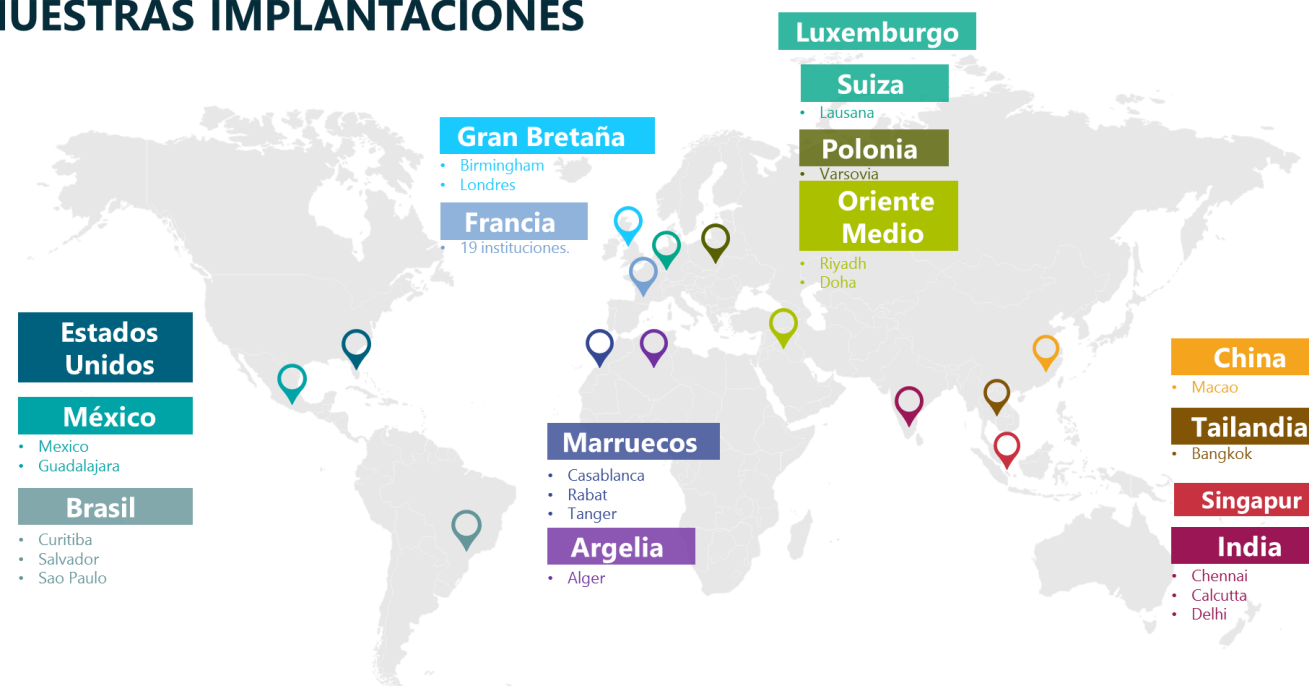 NUESTRAS IMPLANTACIONES
Luxemburgo
Suiza
• Lausana
Gran Bretaña
• Birmingham
• Londres
Polonia
• Varsovia
Francia
• 19 instituciones.
Oriente
Medio
• Riyadh
• Doha
Estados
Unidos
México
• Mexico
• Guadalajara
Brasil
• Curitiba
• Salvador
• Sao Paulo
Marruecos
• Casablanca
• Rabat
• Tanger
Argelia
• Alger
China
• Macao
Tailandia
• Bangkok
Singapur
India
• Chennai
• Calcutta
• Delhi